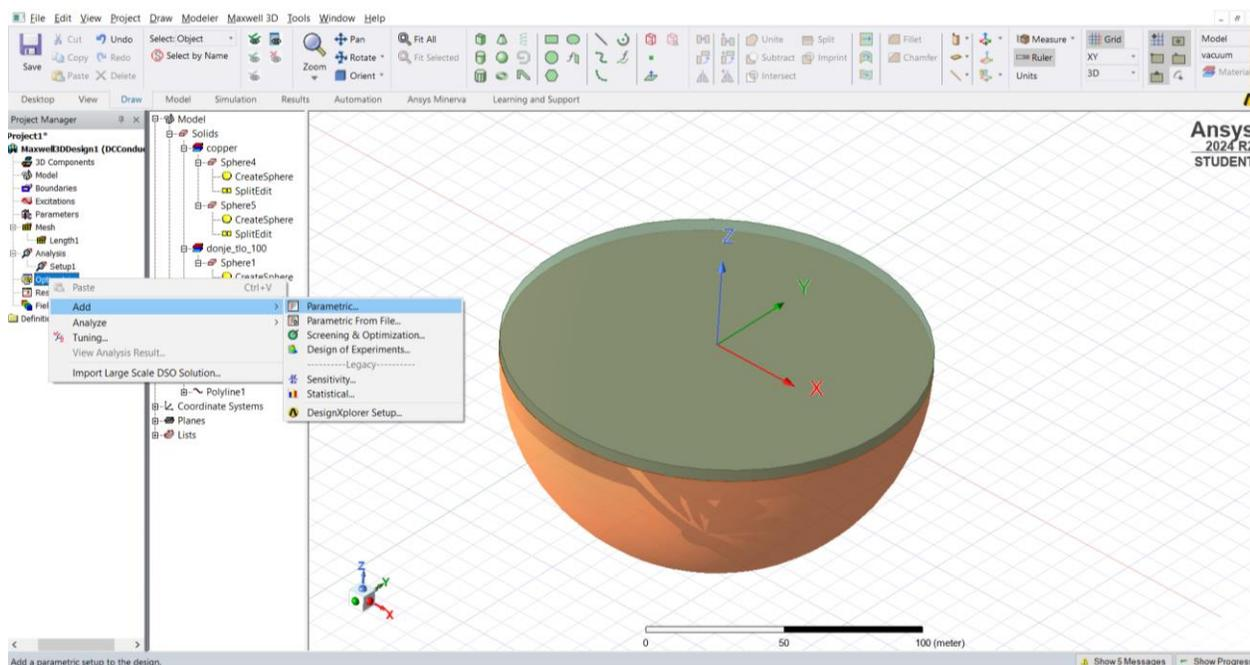 File Edit View Project Draw Modeler Maxwell 3D Tools Window Help
Save
Cut
Copy
Paste
Undo
Redo
Delete
Select: Object
Select by Name
Zoom
Pan
Rotate
Orient
Fit All
Fit Selected
Unite
Subtract
Intersect
Split
Imprint
Fillet
Chamfer
Measure
Ruler
Units
Grid
XY
3D
Model
vacuum
Material
Desktop View Draw Model Simulation Results Automation Ansys Minerva Learning and Support
Project Manager
Project1*
Maxwell3DDesign1 (DCCondu
3D Components
Model
Boundaries
Excitations
Parameters
Mesh
Length1
Analysis
Setup1
Res
Fiel
Definitio
Model
Solids
copper
Sphere4
CreateSphere
SplitEdit
Sphere5
CreateSphere
SplitEdit
donje_tlo_100
Sphere1
CreateSphere
Polyline1
Coordinate Systems
Planes
Lists
Paste Ctrl+V
Add
Analyze
Tuning...
View Analysis Result...
Import Large Scale DSO Solution...
Parametric...
Parametric From File...
Screening & Optimization...
Design of Experiments...
----------Legacy----------
Sensitivity...
Statistical...
DesignXplorer Setup...
Ansys
2024 R2
STUDENT
Z
Y
X
Z
Y
X
0 50 100 (meter)
Add a parametric setup to the design.
Show 5 Messages Show Progress